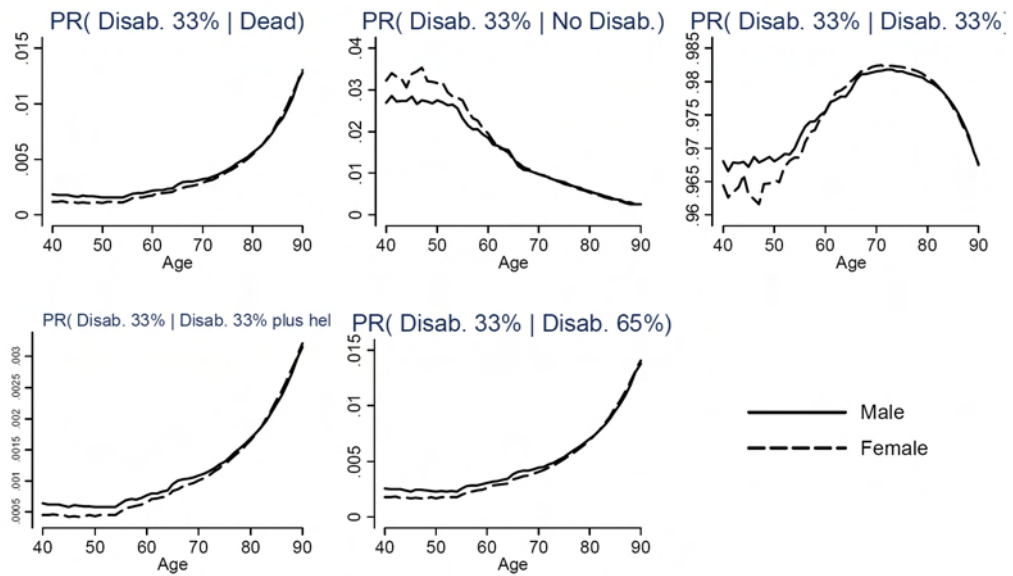 PR( Disab. 33% | Dead)
.015
.01
.005
0
40 50 60 70 80 90
Age
PR( Disab. 33% | No Disab.)
.04
.03
.02
.01
0
40 50 60 70 80 90
Age
PR( Disab. 33% | Disab. 33%
.985
.98
.975
.97
.965
.96
40 50 60 70 80 90
Age
PR( Disab. 33% | Disab. 33% plus hel
.003
.0025
.002
.0015
.001
.0005
40 50 60 70 80 90
Age
PR( Disab. 33% | Disab. 65%)
.015
.01
.005
0
40 50 60 70 80 90
Age
Male
Female